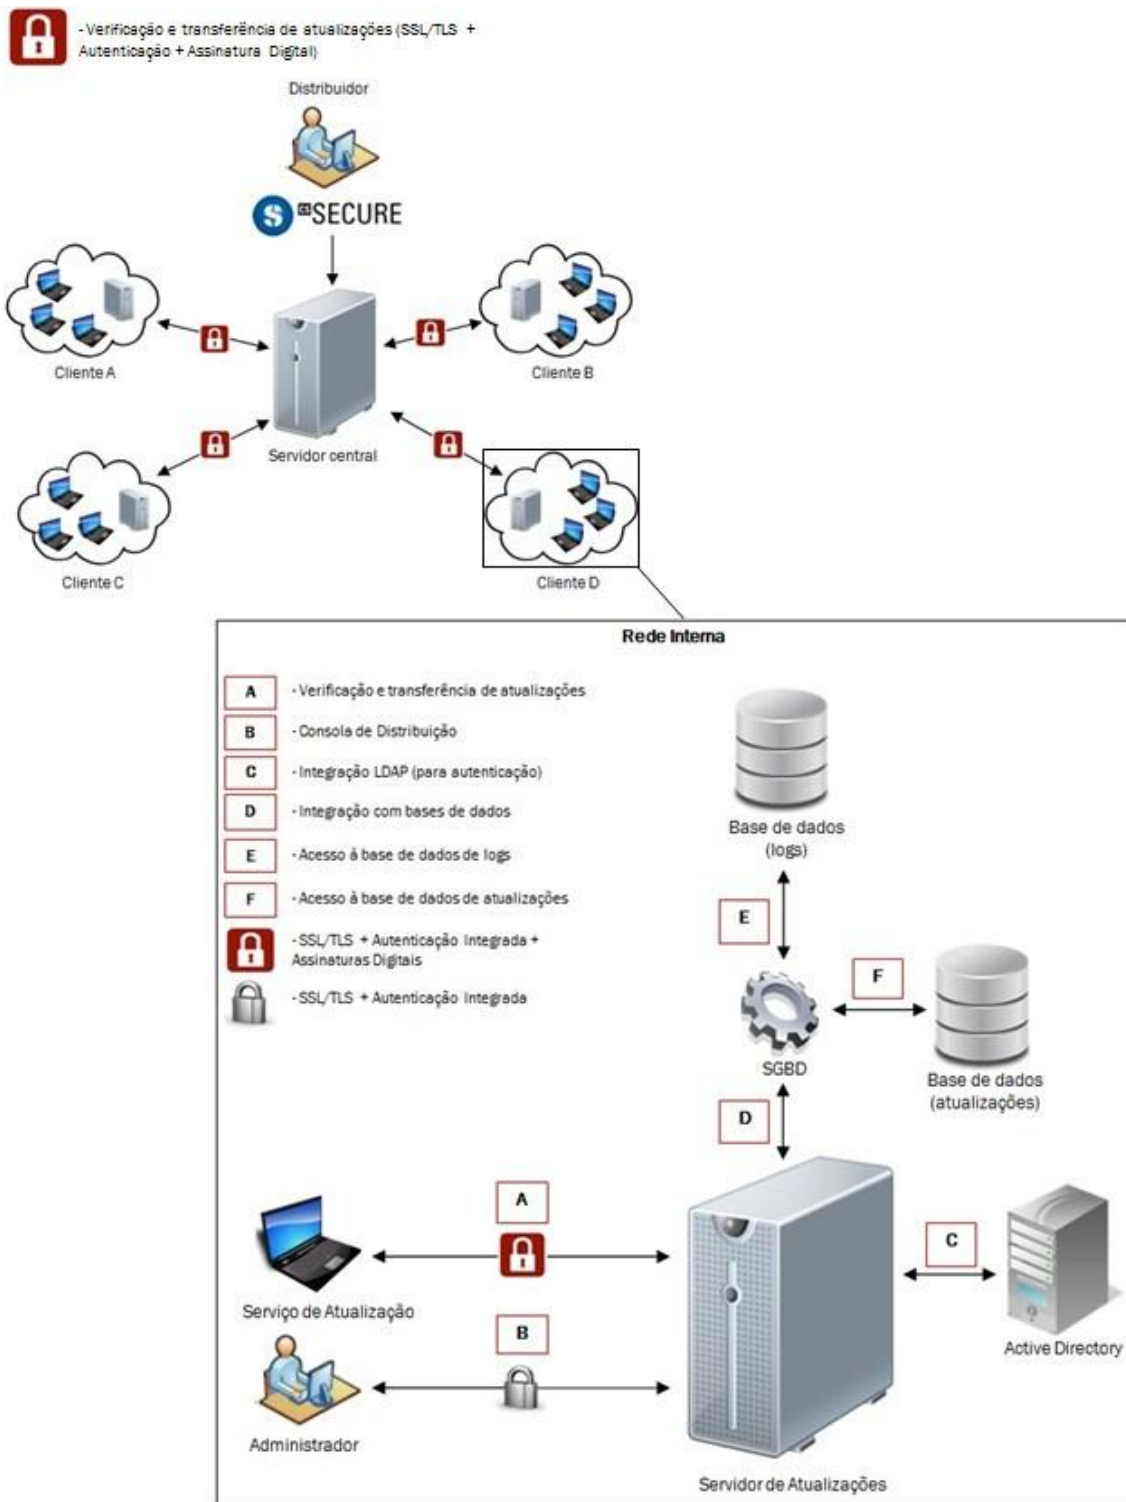 - Verificação e transferência de atualizações (SSL/TLS +
Autenticação + Assinatura Digital)
Distribuidor
S CI SECURE
Cliente A
Cliente B
Servidor central
Cliente C
Cliente D
Rede Interna
A - Verificação e transferência de atualizações
B - Consola de Distribuição
C - Integração LDAP (para autenticação)
D - Integração com bases de dados
E - Acesso à base de dados de logs
F - Acesso à base de dados de atualizações
- SSL/TLS + Autenticação Integrada +
Assinaturas Digitais
- SSL/TLS + Autenticação Integrada
Base de dados
(logs)
E
F
SGBD
Base de dados
(atualizações)
D
A
C
Serviço de Atualização
B
Active Directory
Administrador
Servidor de Atualizações